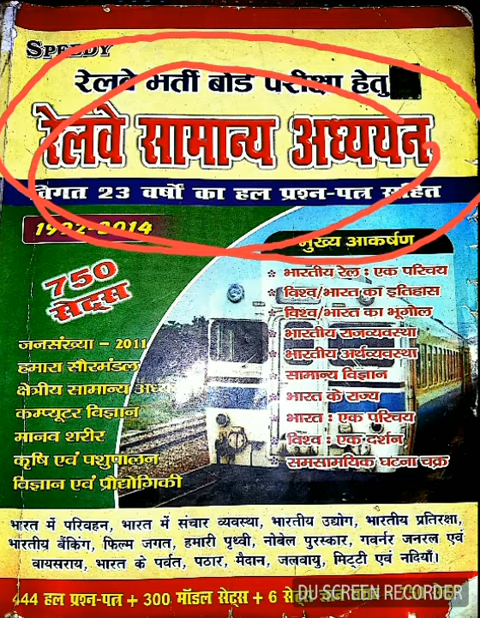 SPEEDY
रेलवे भर्ती बोर्ड परीक्षा हेतु
रेलवे सामान्य अध्ययन
विगत 23 वर्षों का हल प्रश्न-पत्र सहित
1992-2014
750
सेट्स
मुख्य आकर्षण
* भारतीय रेल : एक परिचय
* विश्व/भारत का इतिहास
* विश्व/भारत का भूगोल
* भारतीय राजव्यवस्था
* भारतीय अर्थव्यवस्था
* सामान्य विज्ञान
* भारत के राज्य
* भारत : एक परिचय
* विश्व : एक दर्शन
* समसामयिक घटना चक्र
जनसंख्या – 2011
हमारा सौरमंडल
क्षेत्रीय सामान्य
कम्प्यूटर विज्ञान
मानव शरीर
कृषि एवं पशुपालन
विज्ञान एवं प्रौद्योगिकी
भारत में परिवहन, भारत में संचार व्यवस्था, भारतीय उद्योग, भारतीय प्रतिरक्षा,
भारतीय बैंकिंग, फिल्म जगत, हमारी पृथ्वी, नोबेल पुरस्कार, गवर्नर जनरल एवं
वायसराय, भारत के पर्वत, पठार, मैदान, जलवायु, मिट्टी एवं नदियाँ।
444 हल प्रश्न-पत्र + 300 मॉडल सेट्स + 6
DU SCREEN RECORDER